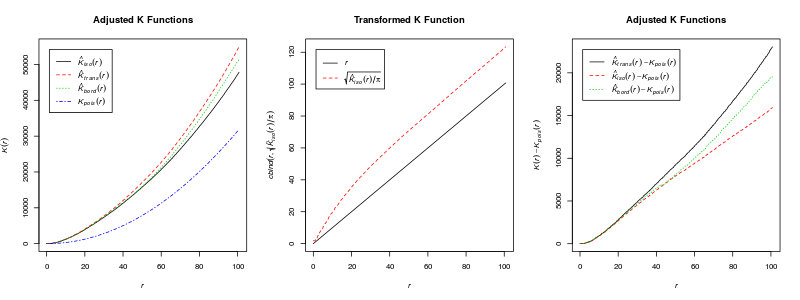 Adjusted K Functions
K̂iso(r)
K̂trans(r)
K̂bord(r)
Kpois(r)
K(r)
0 10000 20000 30000 40000 50000
0 20 40 60 80 100
r
Transformed K Function
r
√K̂iso(r)/π
cbind(r, √K̂iso(r)/π)
0 20 40 60 80 100 120
0 20 40 60 80 100
r
Adjusted K Functions
K̂trans(r)−Kpois(r)
K̂iso(r)−Kpois(r)
K̂bord(r)−Kpois(r)
K(r)−Kpois(r)
0 5000 10000 15000 20000
0 20 40 60 80 100
r